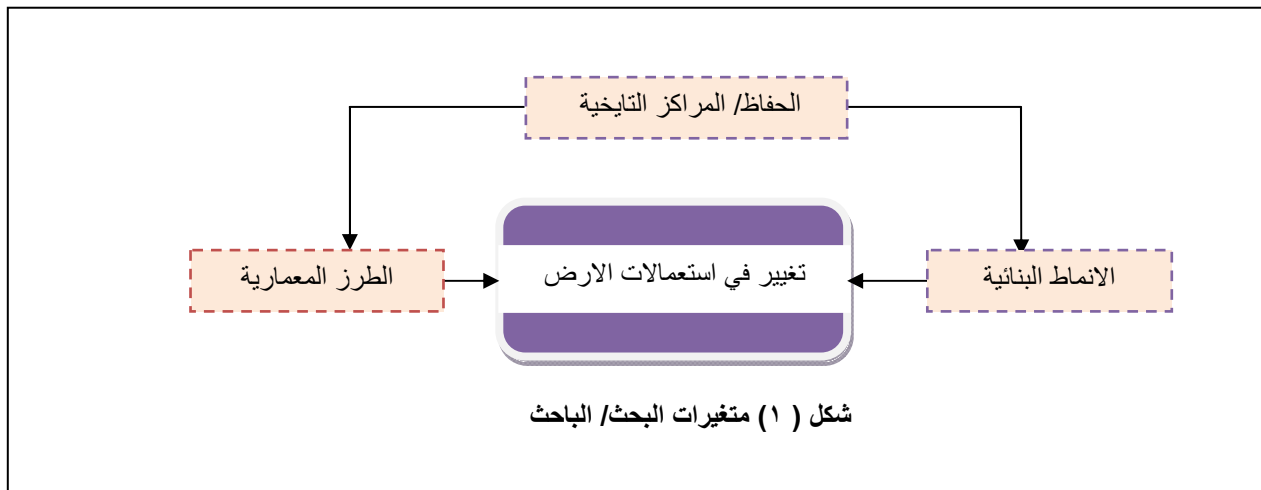 الحفاظ/ المراكز التايخية
الانماط البنائية
تغيير في استعمالات الارض
الطرز المعمارية
شكل ( ١) متغيرات البحث/ الباحث